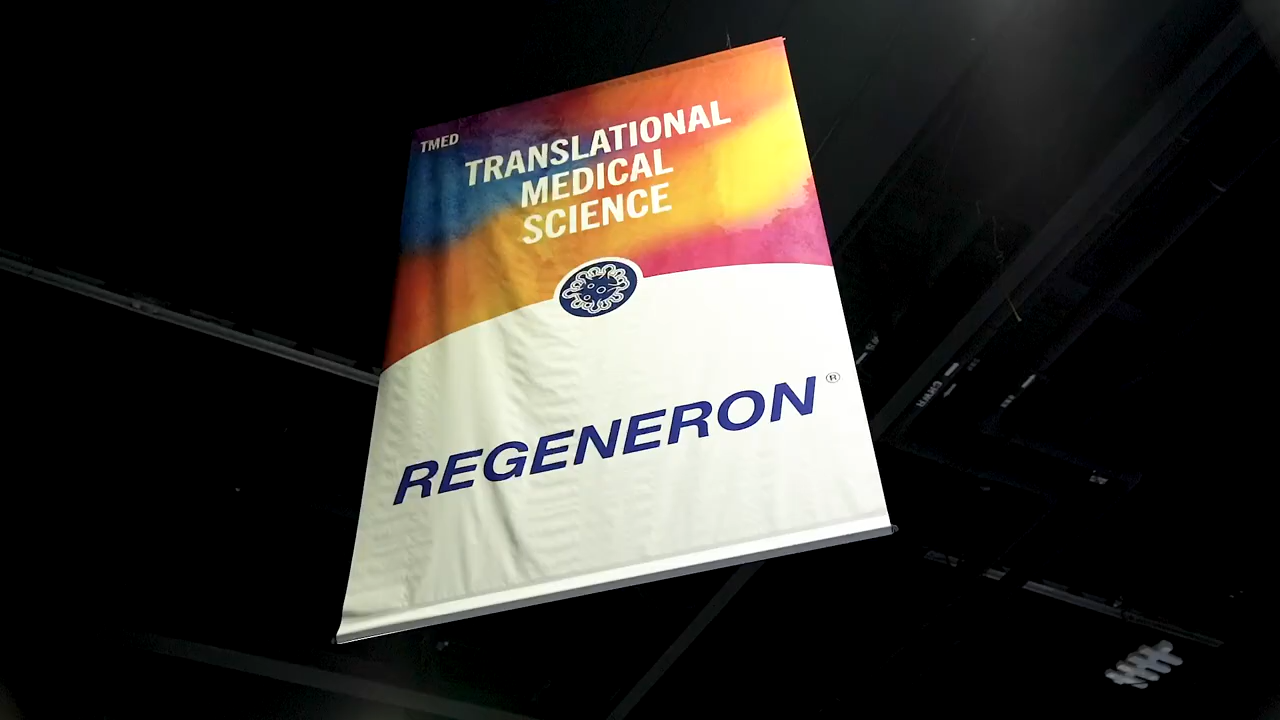 TMED
TRANSLATIONAL
MEDICAL
SCIENCE
REGENERON®